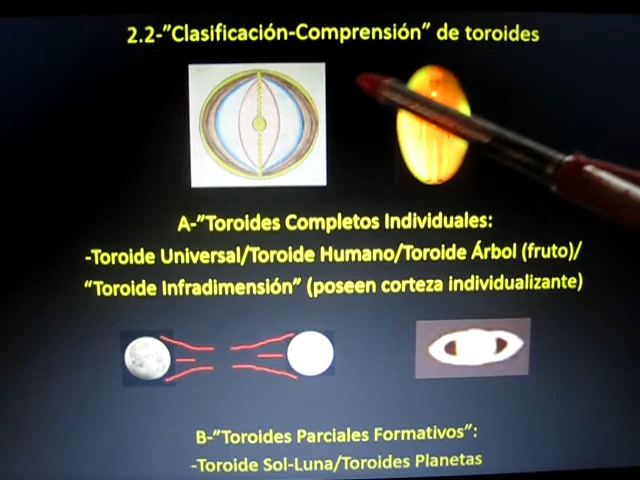 2.2-"Clasificación-Comprensión" de toroides
A-"Toroides Completos Individuales:
-Toroide Universal/Toroide Humano/Toroide Árbol (fruto)/
"Toroide Infradimensión" (poseen corteza individualizante)
B-"Toroides Parciales Formativos":
-Toroide Sol-Luna/Toroides Planetas